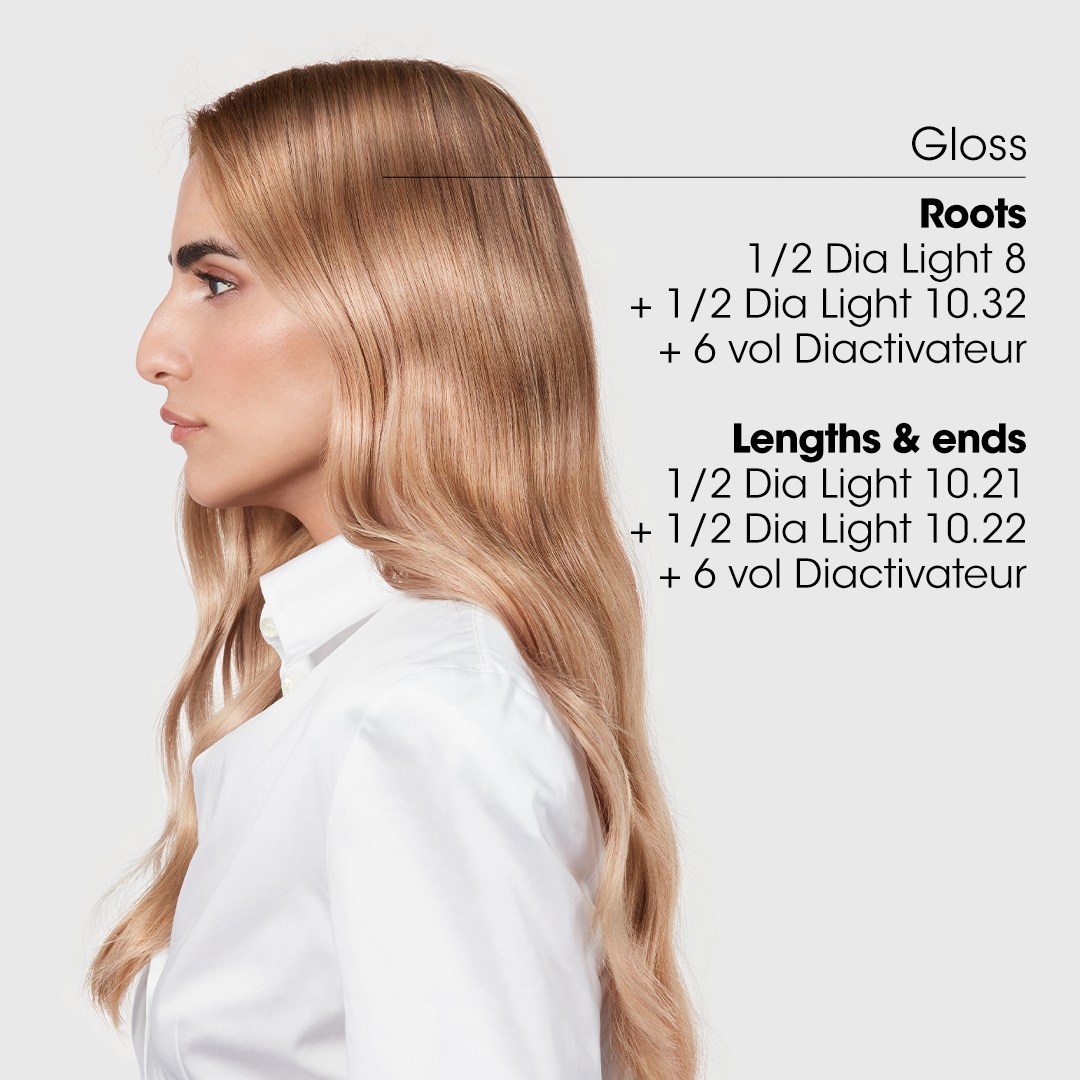 Gloss
Roots
1/2 Dia Light 8
+ 1/2 Dia Light 10.32
+ 6 vol Diactivateur
Lengths & ends
1/2 Dia Light 10.21
+ 1/2 Dia Light 10.22
+ 6 vol Diactivateur